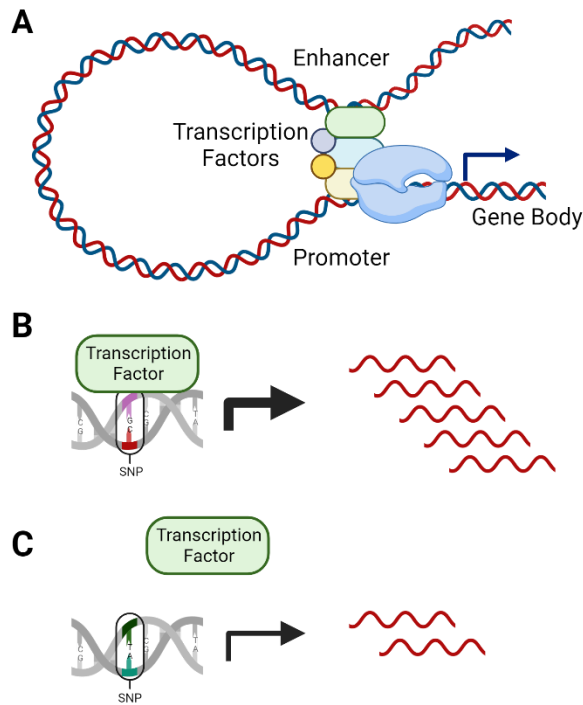 A
Enhancer
Transcription
Factors
Gene Body
Promoter
B
Transcription
Factor
C G
G C
C G
T A
SNP
C
Transcription
Factor
C G
T A
C G
T A
SNP